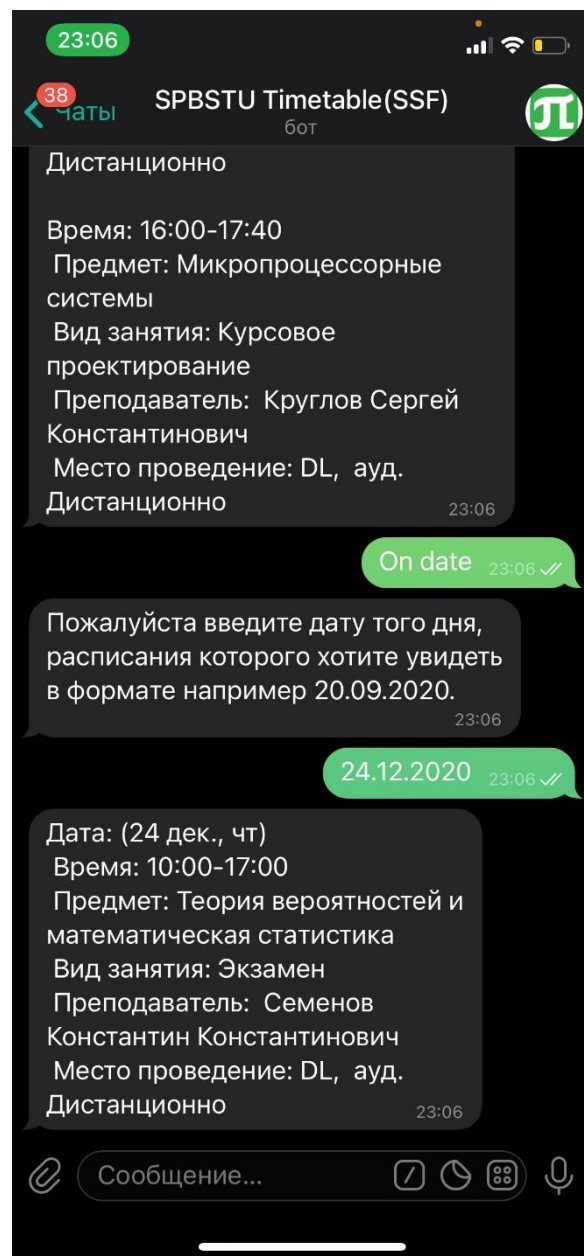 23:06
38
Чаты
SPBSTU Timetable(SSF)
бот
π
Дистанционно
Время: 16:00-17:40
Предмет: Микропроцессорные
системы
Вид занятия: Курсовое
проектирование
Преподаватель:  Круглов Сергей
Константинович
Место проведение: DL,  ауд.
Дистанционно
23:06
On date 23:06
Пожалуйста введите дату того дня,
расписания которого хотите увидеть
в формате например 20.09.2020.
23:06
24.12.2020 23:06
Дата: (24 дек., чт)
Время: 10:00-17:00
Предмет: Теория вероятностей и
математическая статистика
Вид занятия: Экзамен
Преподаватель:  Семенов
Константин Константинович
Место проведение: DL,  ауд.
Дистанционно 23:06
Сообщение...